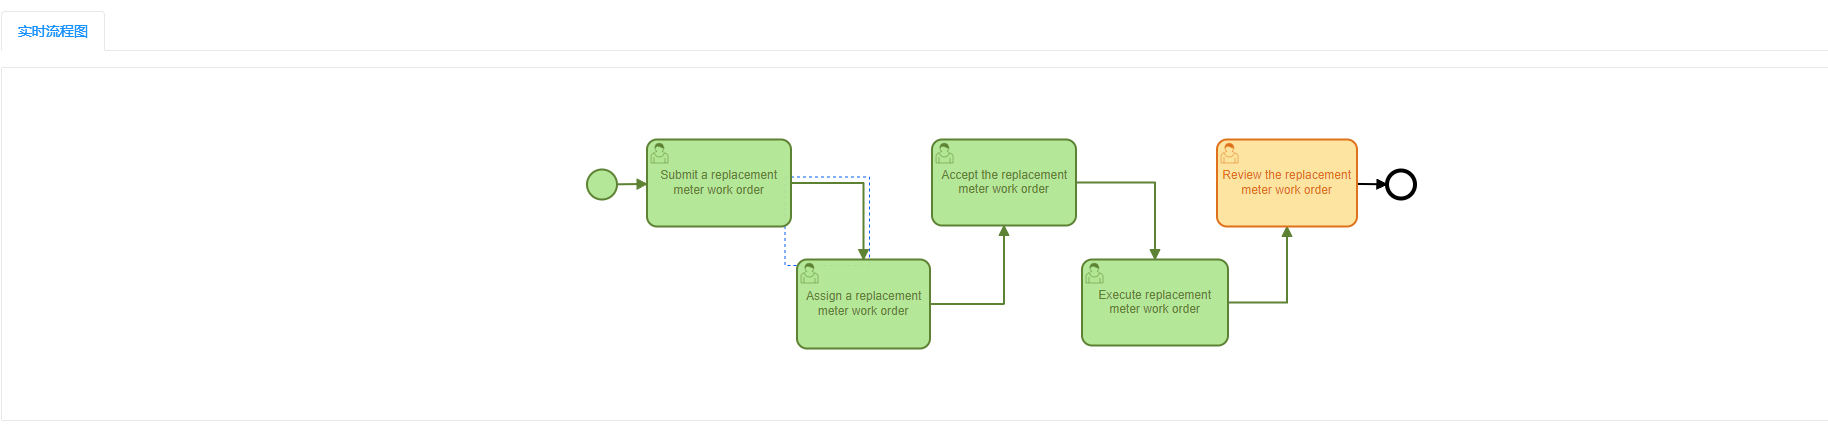 实时流程图
Submit a replacement
meter work order
Assign a replacement
meter work order
Accept the replacement
meter work order
Execute replacement
meter work order
Review the replacement
meter work order